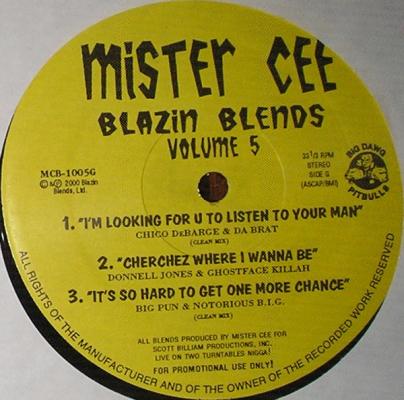 MISTER CEE
BLAZIN BLENDS
VOLUME 5
MCB-1005G
© & ℗ 2000 Blazin
Blends, Ltd.
33 1/3 RPM
STEREO
SIDE G
(ASCAP/BMI)
BIG DAWG
PITBULLS
1. "I'M LOOKING FOR U TO LISTEN TO YOUR MAN"
CHICO DeBARGE & DA BRAT
(CLEAN MIX)
2. "CHERCHEZ WHERE I WANNA BE"
DONNELL JONES & GHOSTFACE KILLAH
3. "IT'S SO HARD TO GET ONE MORE CHANCE"
BIG PUN & NOTORIOUS B.I.G.
(CLEAN MIX)
ALL BLENDS PRODUCED BY MISTER CEE FOR
SCOTT BILLIAM PRODUCTIONS, INC.
LIVE ON TWO TURNTABLES NIGGA!
FOR PROMOTIONAL USE ONLY!
ALL RIGHTS OF THE MANUFACTURER AND OF THE OWNER OF THE RECORDED WORK RESERVED